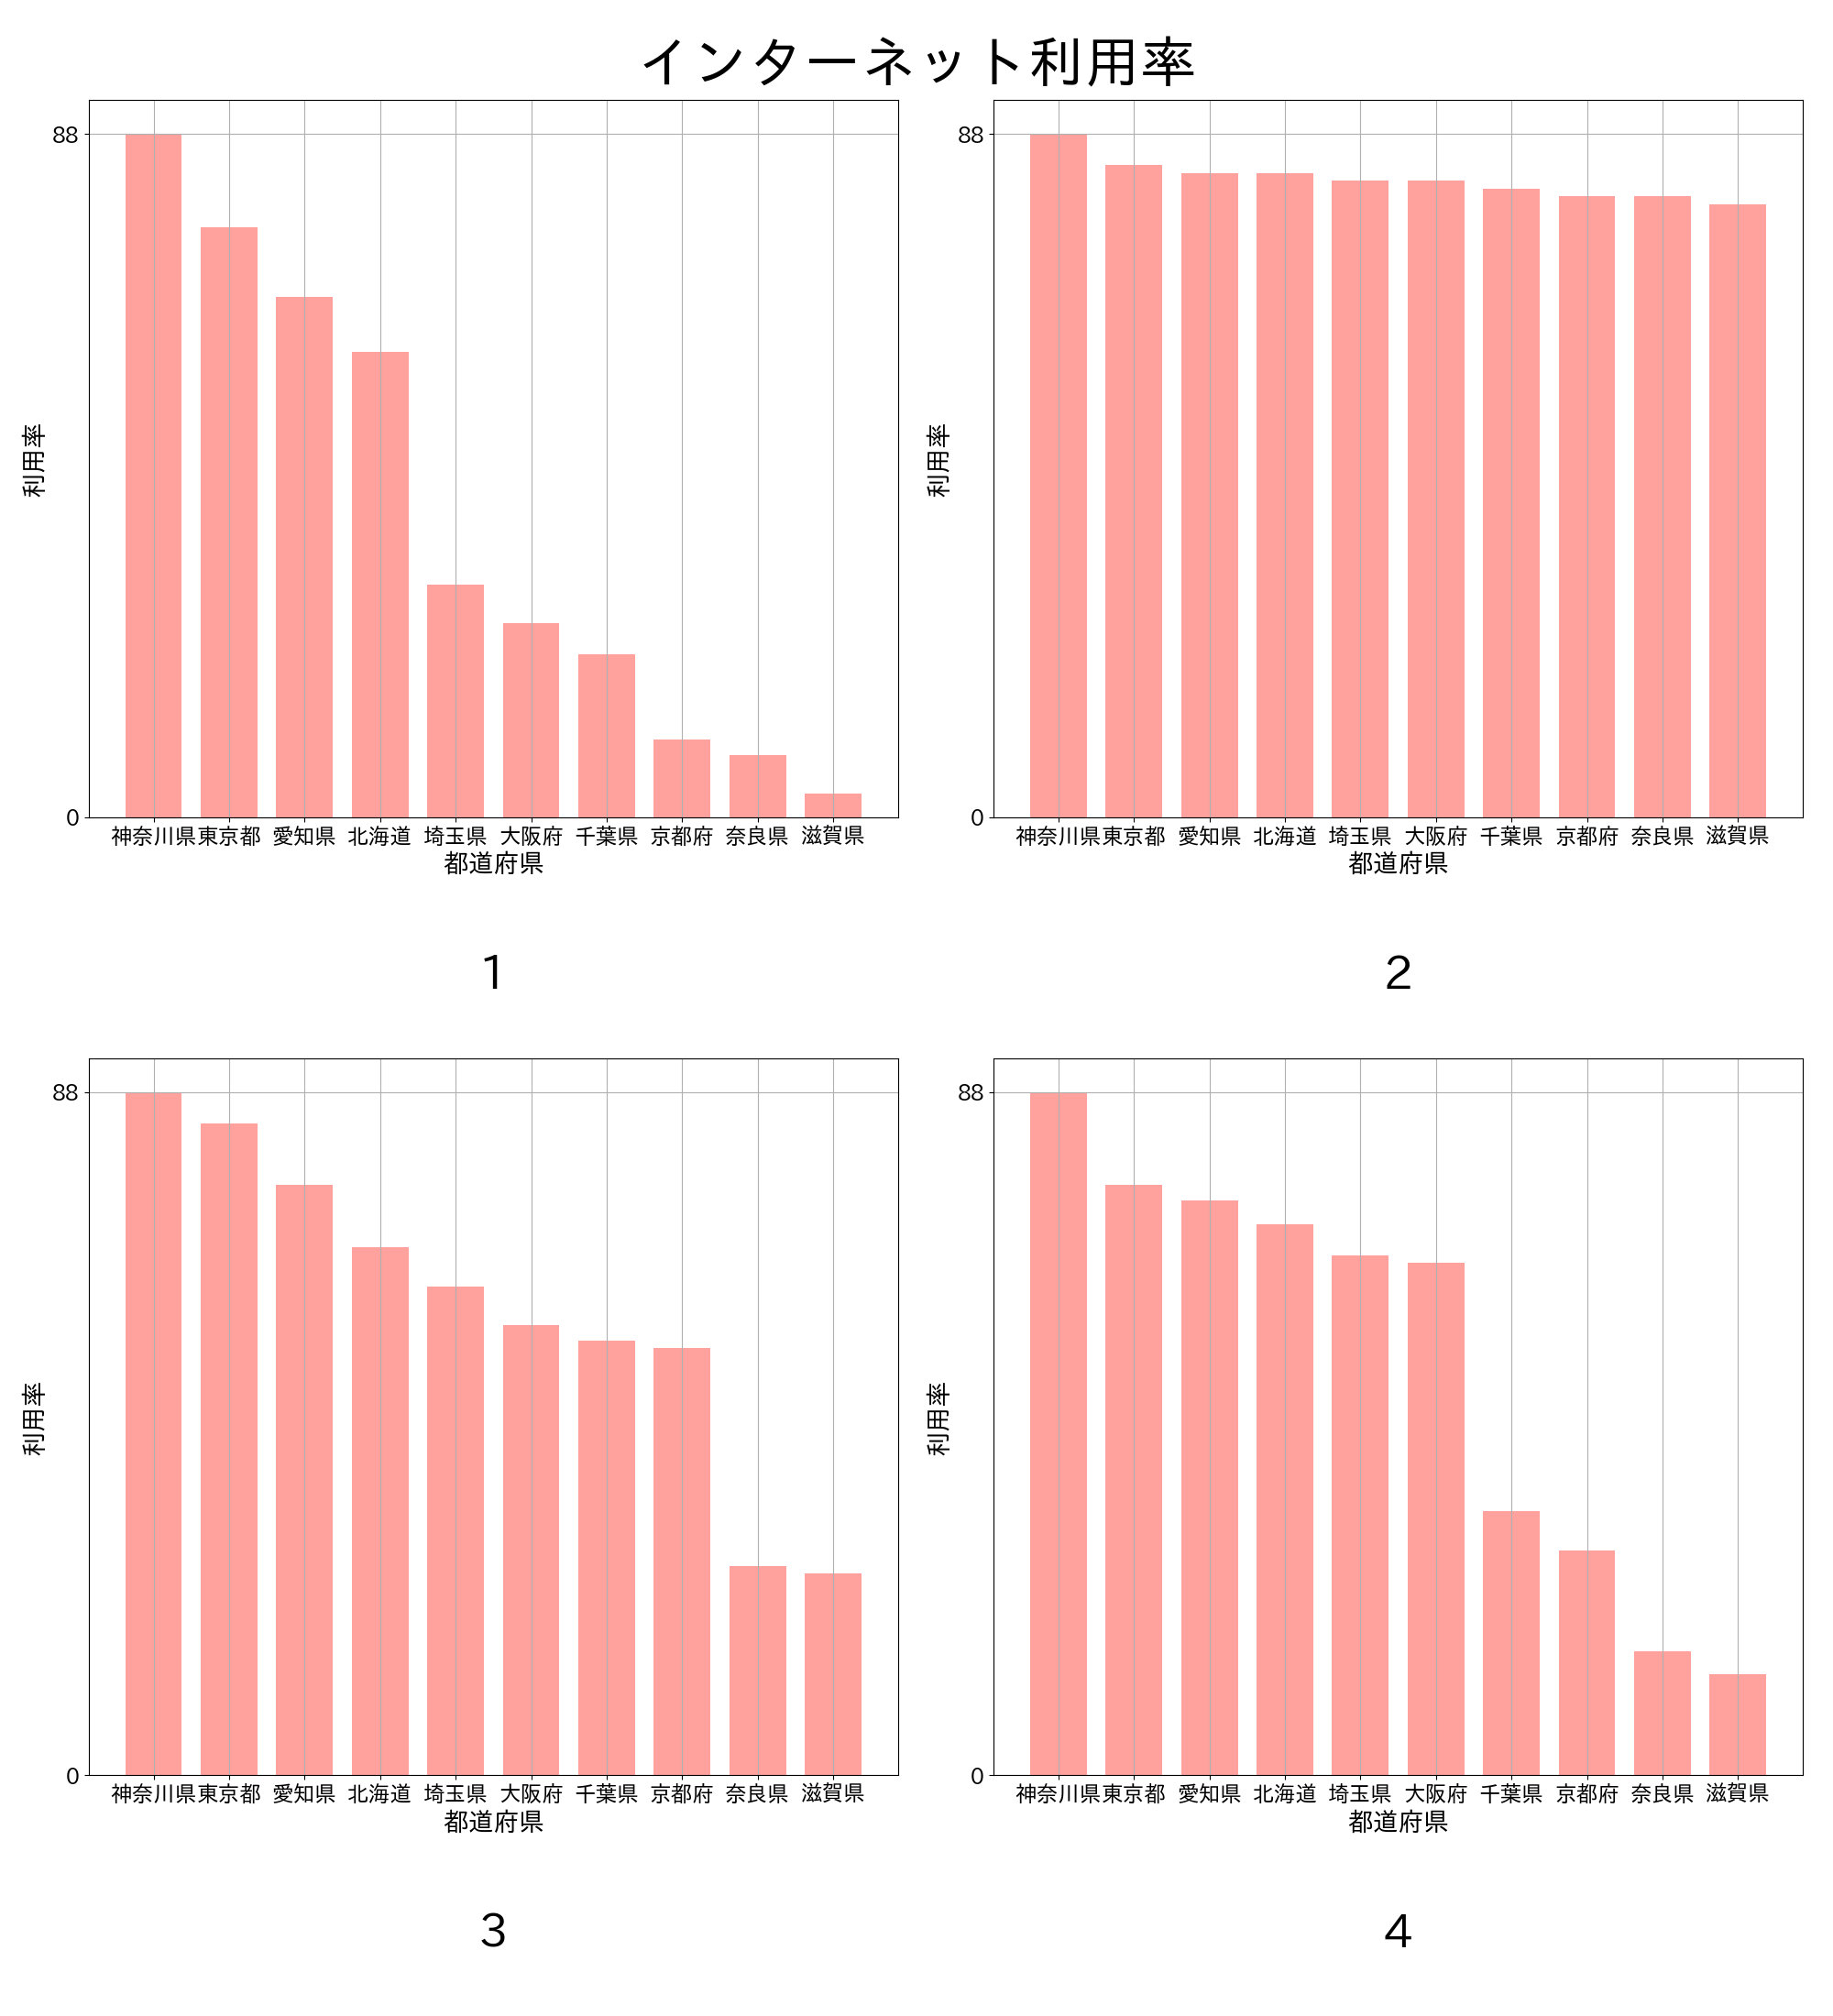 インターネット利用率
88
0
利用率
神奈川県 東京都 愛知県 北海道 埼玉県 大阪府 千葉県 京都府 奈良県 滋賀県
都道府県
1
88
0
利用率
神奈川県 東京都 愛知県 北海道 埼玉県 大阪府 千葉県 京都府 奈良県 滋賀県
都道府県
2
88
0
利用率
神奈川県 東京都 愛知県 北海道 埼玉県 大阪府 千葉県 京都府 奈良県 滋賀県
都道府県
3
88
0
利用率
神奈川県 東京都 愛知県 北海道 埼玉県 大阪府 千葉県 京都府 奈良県 滋賀県
都道府県
4